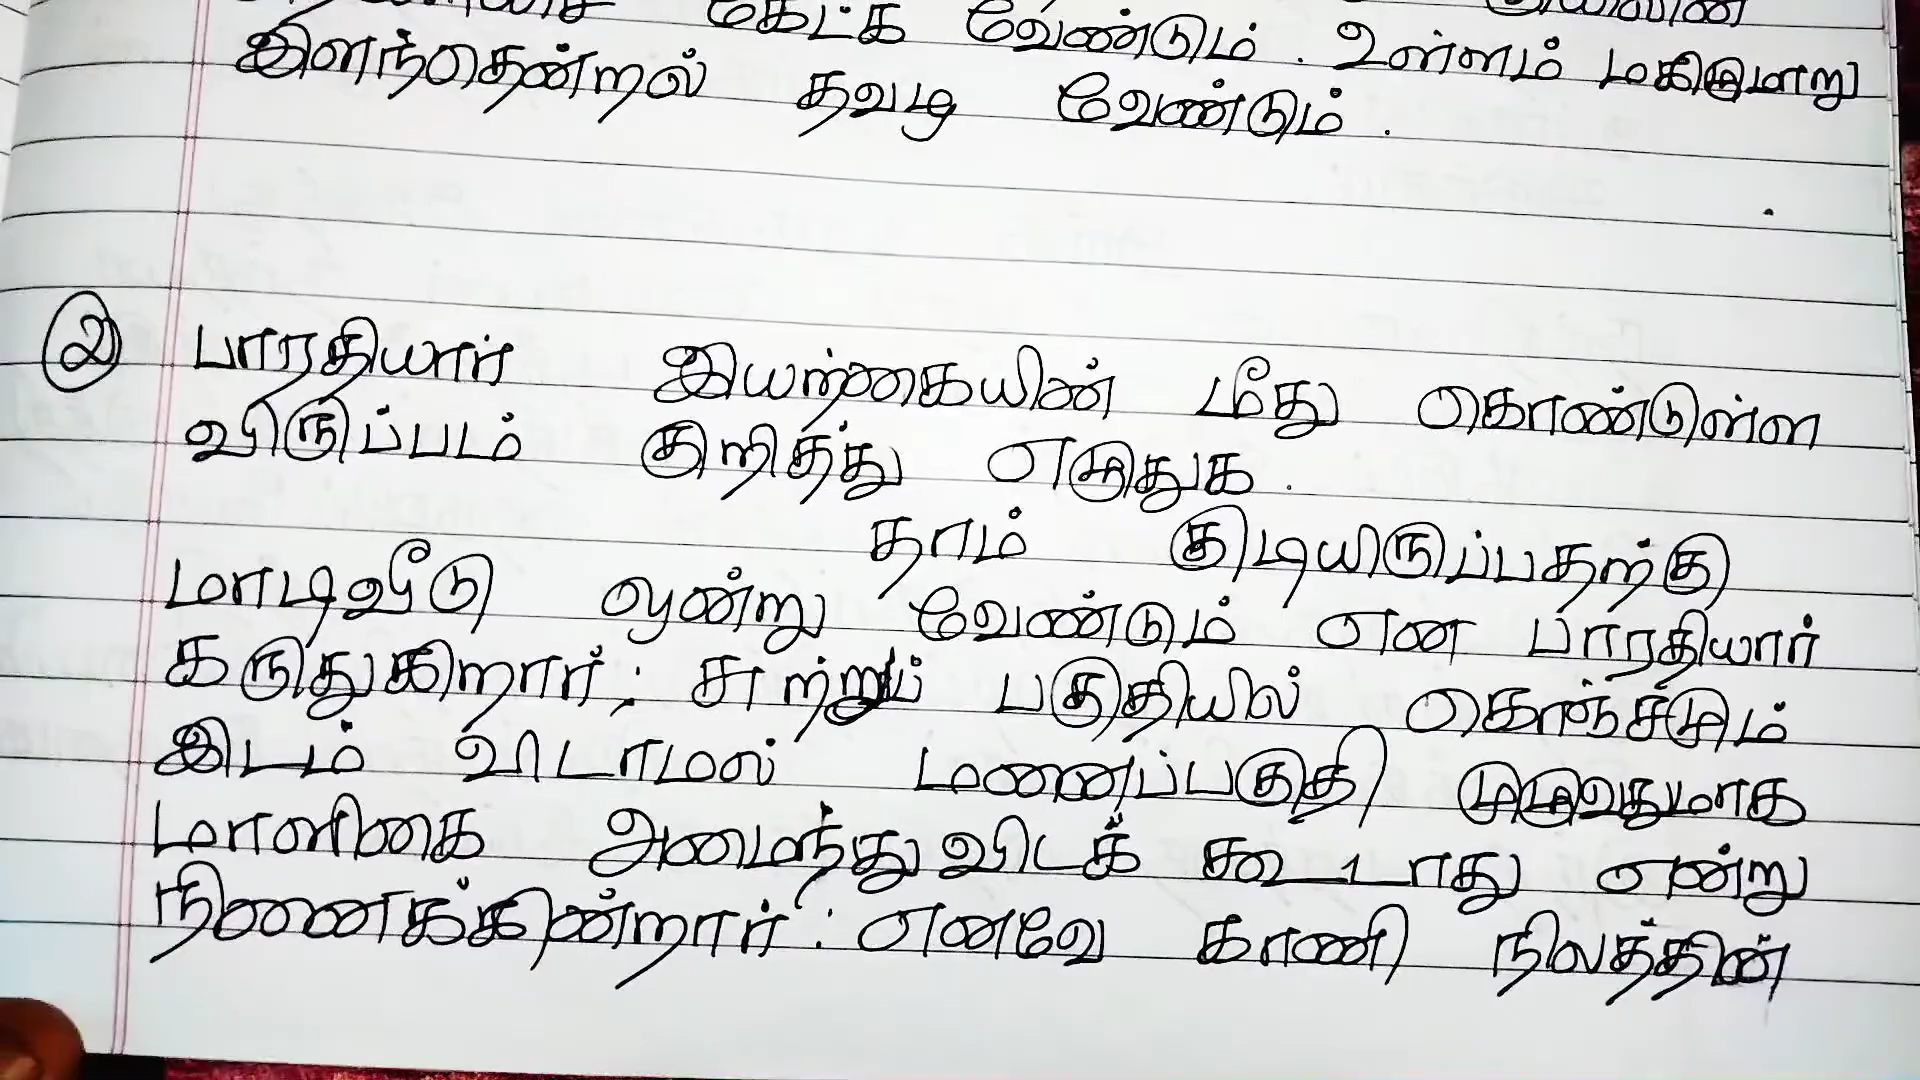 கேட்க வேண்டும். உள்ளம் மகிழுமாறு
இளந்தென்றல் தவழ வேண்டும்.
② பாரதியார் இயற்கையின் மீது கொண்டுள்ள
விருப்படம் குறித்து எழுதுக.
தாம் குடியிருப்பதற்கு
மாடிவீடு ஒன்று வேண்டும் என பாரதியார்
கருதுகிறார்; சுற்றுப் பகுதியில் கொஞ்சமும்
இடம் விடாமல் மனைப்பகுதி முழுவதுமாக
மாளிகை அமைந்துவிடக் கூடாது என்று
நினைக்கின்றார். எனவே காணி நிலத்தின்